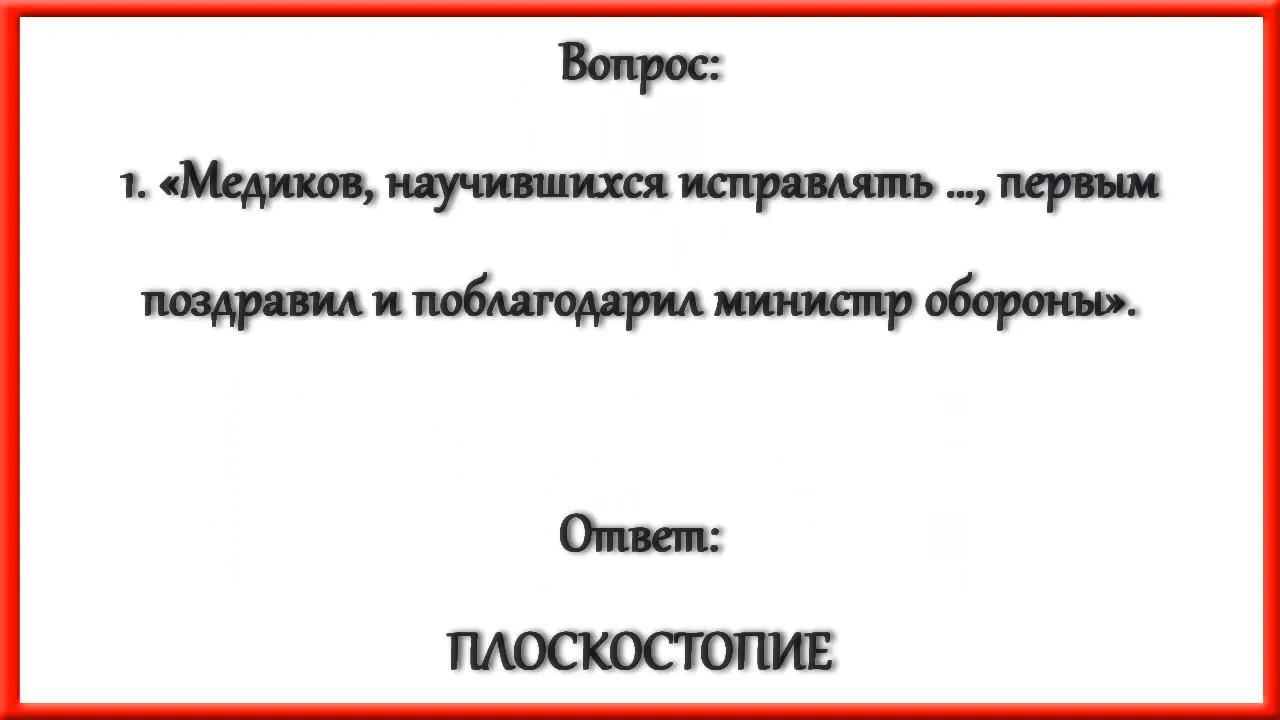 Вопрос:
1. «Медиков, научившихся исправлять ..., первым
поздравил и поблагодарил министр обороны».
Ответ:
ПЛОСКОСТОПИЕ